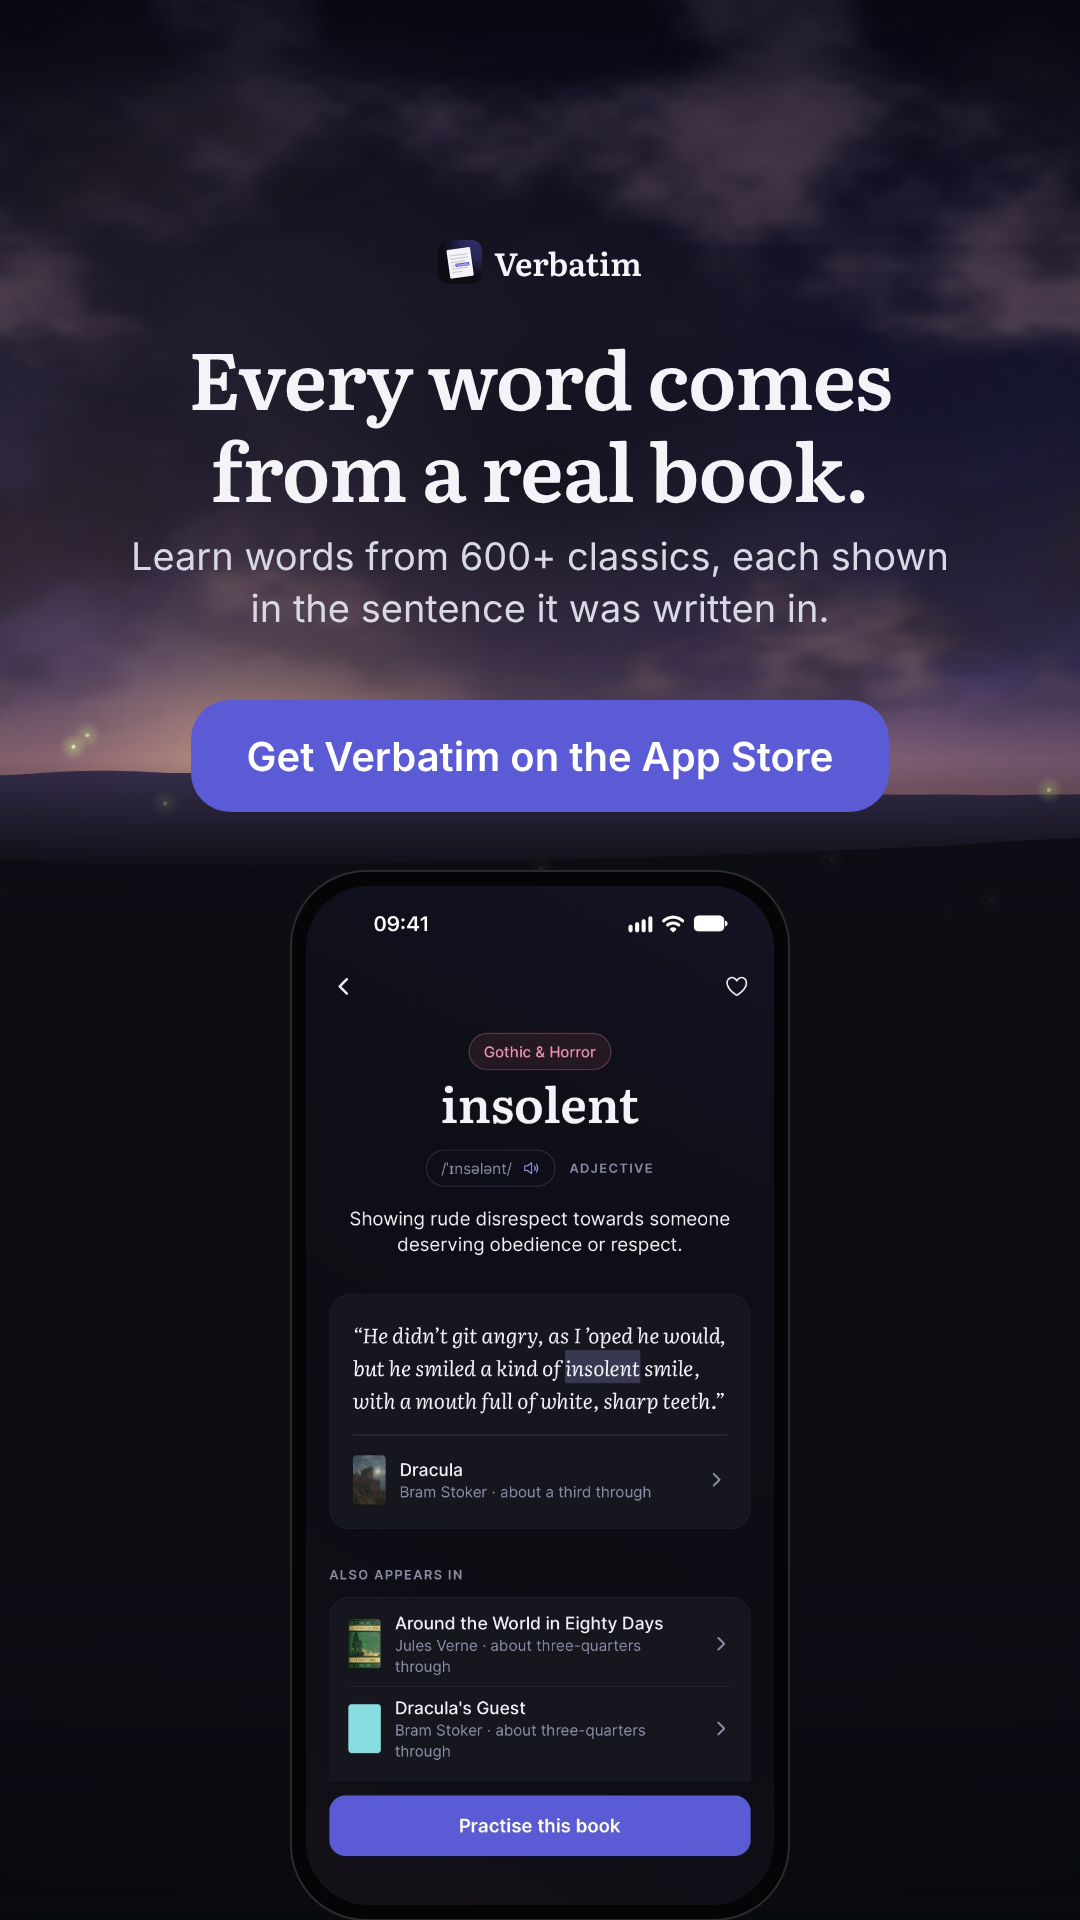 Verbatim
Every word comes
from a real book.
Learn words from 600+ classics, each shown
in the sentence it was written in.
Get Verbatim on the App Store
09:41
Gothic & Horror
insolent
/ˈɪnsələnt/ ADJECTIVE
Showing rude disrespect towards someone
deserving obedience or respect.
“He didn’t git angry, as I ’oped he would,
but he smiled a kind of insolent smile,
with a mouth full of white, sharp teeth.”
Dracula
Bram Stoker · about a third through
ALSO APPEARS IN
Around the World in Eighty Days
Jules Verne · about three-quarters
through
Dracula's Guest
Bram Stoker · about three-quarters
through
Practise this book